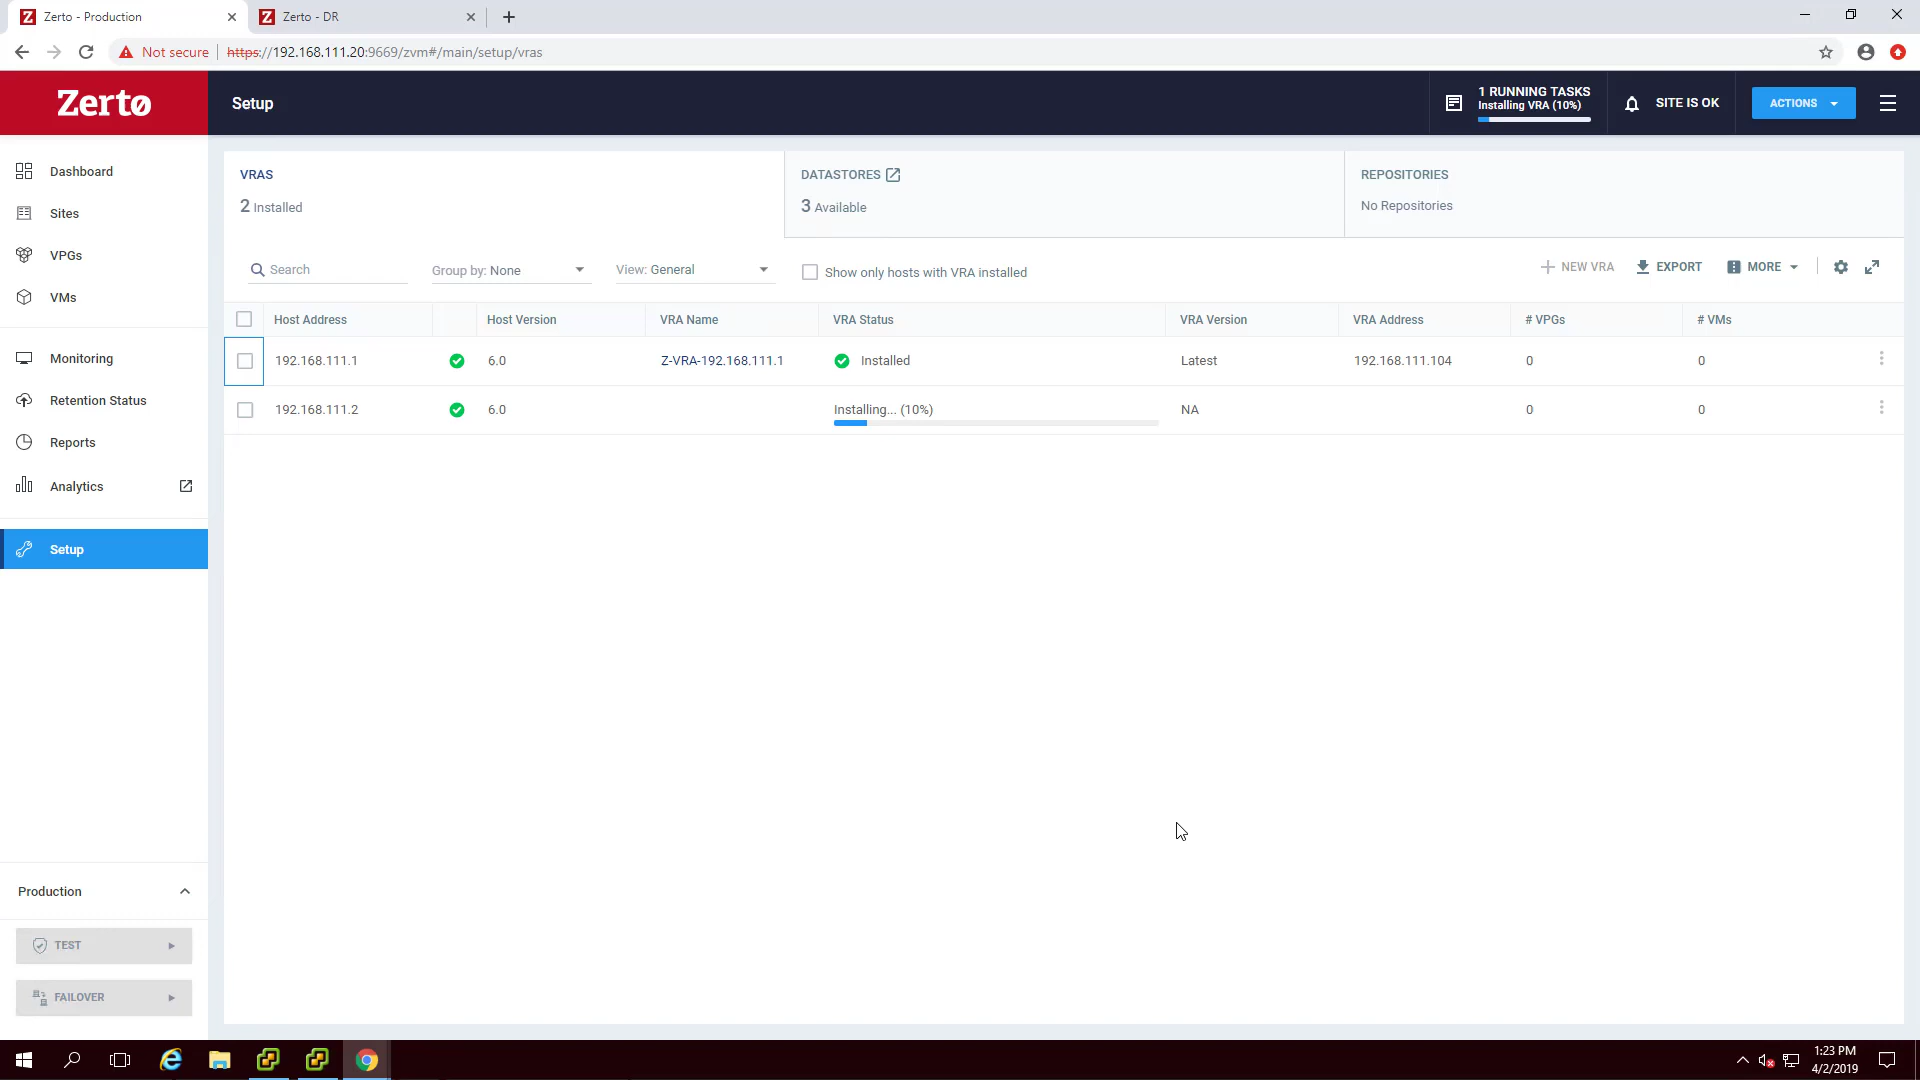 Zerto - Production
Zerto - DR
Not secure
https://192.168.111.20:9669/zvm#/main/setup/vras
Zerto
Setup
1 RUNNING TASKS
Installing VRA (10%)
SITE IS OK
ACTIONS
Dashboard
Sites
VPGs
VMs
Monitoring
Retention Status
Reports
Analytics
Setup
VRAS
2 Installed
DATASTORES
3 Available
REPOSITORIES
No Repositories
Search
Group by: None
View: General
Show only hosts with VRA installed
NEW VRA
EXPORT
MORE
Host Address
Host Version
VRA Name
VRA Status
VRA Version
VRA Address
# VPGs
# VMs
192.168.111.1
6.0
Z-VRA-192.168.111.1
Installed
Latest
192.168.111.104
0
0
192.168.111.2
6.0
Installing... (10%)
NA
0
0
Production
TEST
FAILOVER
1:23 PM
4/2/2019